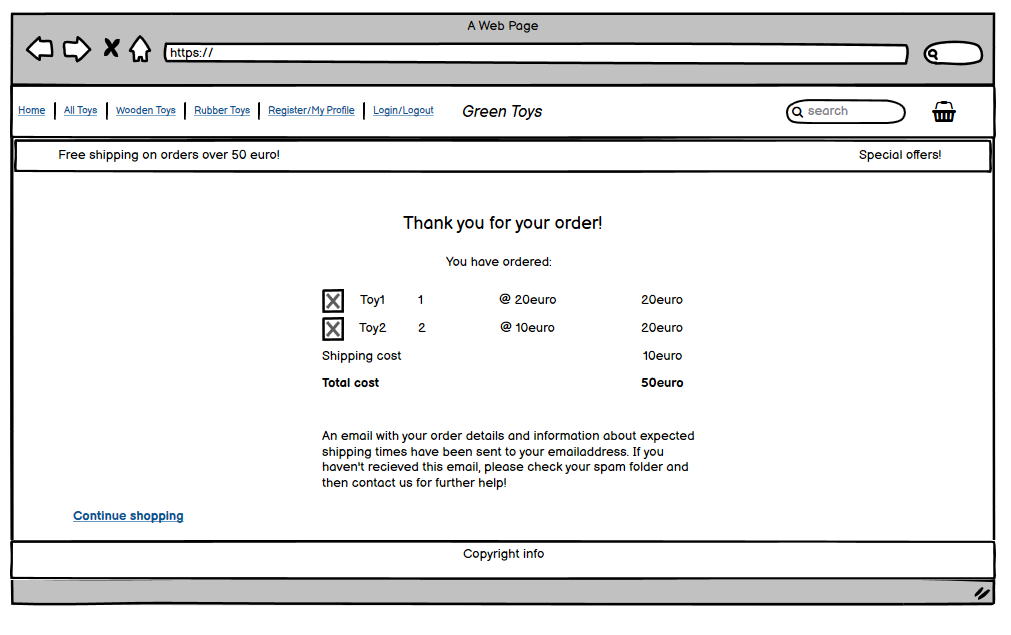 A Web Page
https://
Home All Toys Wooden Toys Rubber Toys Register/My Profile Login/Logout Green Toys search
Free shipping on orders over 50 euro! Special offers!
Thank you for your order!
You have ordered:
Toy1 1 @ 20euro 20euro
Toy2 2 @ 10euro 20euro
Shipping cost 10euro
Total cost 50euro
An email with your order details and information about expected
shipping times have been sent to your emailaddress. If you
haven't recieved this email, please check your spam folder and
then contact us for further help!
Continue shopping
Copyright info